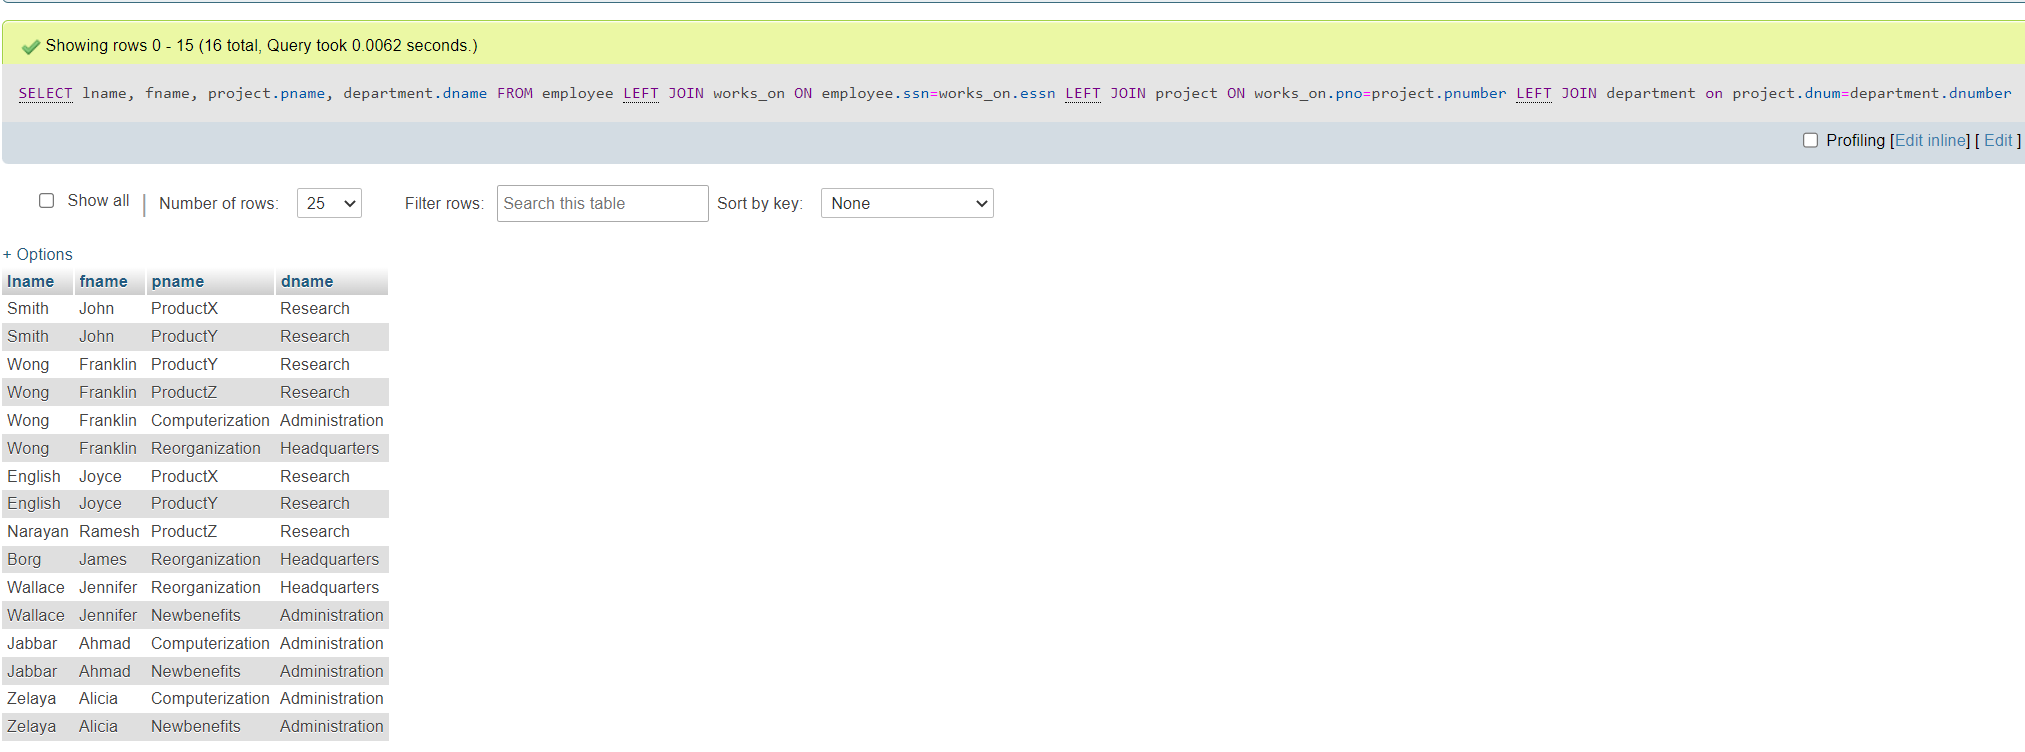 Showing rows 0 - 15 (16 total, Query took 0.0062 seconds.)
SELECT lname, fname, project.pname, department.dname FROM employee LEFT JOIN works_on ON employee.ssn=works_on.essn LEFT JOIN project ON works_on.pno=project.pnumber LEFT JOIN department on project.dnum=department.dnumber
Profiling [Edit inline] [ Edit ]
Show all | Number of rows: 25 Filter rows: Search this table Sort by key: None
+ Options
lname fname pname dname
Smith John ProductX Research
Smith John ProductY Research
Wong Franklin ProductY Research
Wong Franklin ProductZ Research
Wong Franklin Computerization Administration
Wong Franklin Reorganization Headquarters
English Joyce ProductX Research
English Joyce ProductY Research
Narayan Ramesh ProductZ Research
Borg James Reorganization Headquarters
Wallace Jennifer Reorganization Headquarters
Wallace Jennifer Newbenefits Administration
Jabbar Ahmad Computerization Administration
Jabbar Ahmad Newbenefits Administration
Zelaya Alicia Computerization Administration
Zelaya Alicia Newbenefits Administration